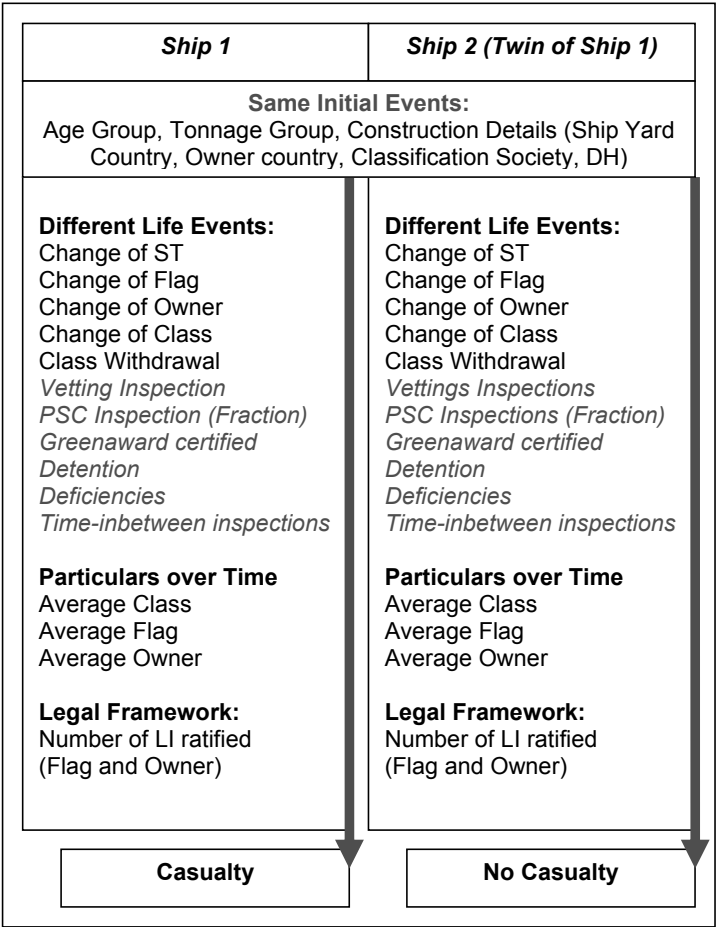 Ship 1
Ship 2 (Twin of Ship 1)
Same Initial Events:
Age Group, Tonnage Group, Construction Details (Ship Yard
Country, Owner country, Classification Society, DH)
Different Life Events:
Change of ST
Change of Flag
Change of Owner
Change of Class
Class Withdrawal
Vetting Inspection
PSC Inspection (Fraction)
Greenaward certified
Detention
Deficiencies
Time-inbetween inspections
Particulars over Time
Average Class
Average Flag
Average Owner
Legal Framework:
Number of LI ratified
(Flag and Owner)
Casualty
Different Life Events:
Change of ST
Change of Flag
Change of Owner
Change of Class
Class Withdrawal
Vettings Inspections
PSC Inspections (Fraction)
Greenaward certified
Detention
Deficiencies
Time-inbetween inspections
Particulars over Time
Average Class
Average Flag
Average Owner
Legal Framework:
Number of LI ratified
(Flag and Owner)
No Casualty